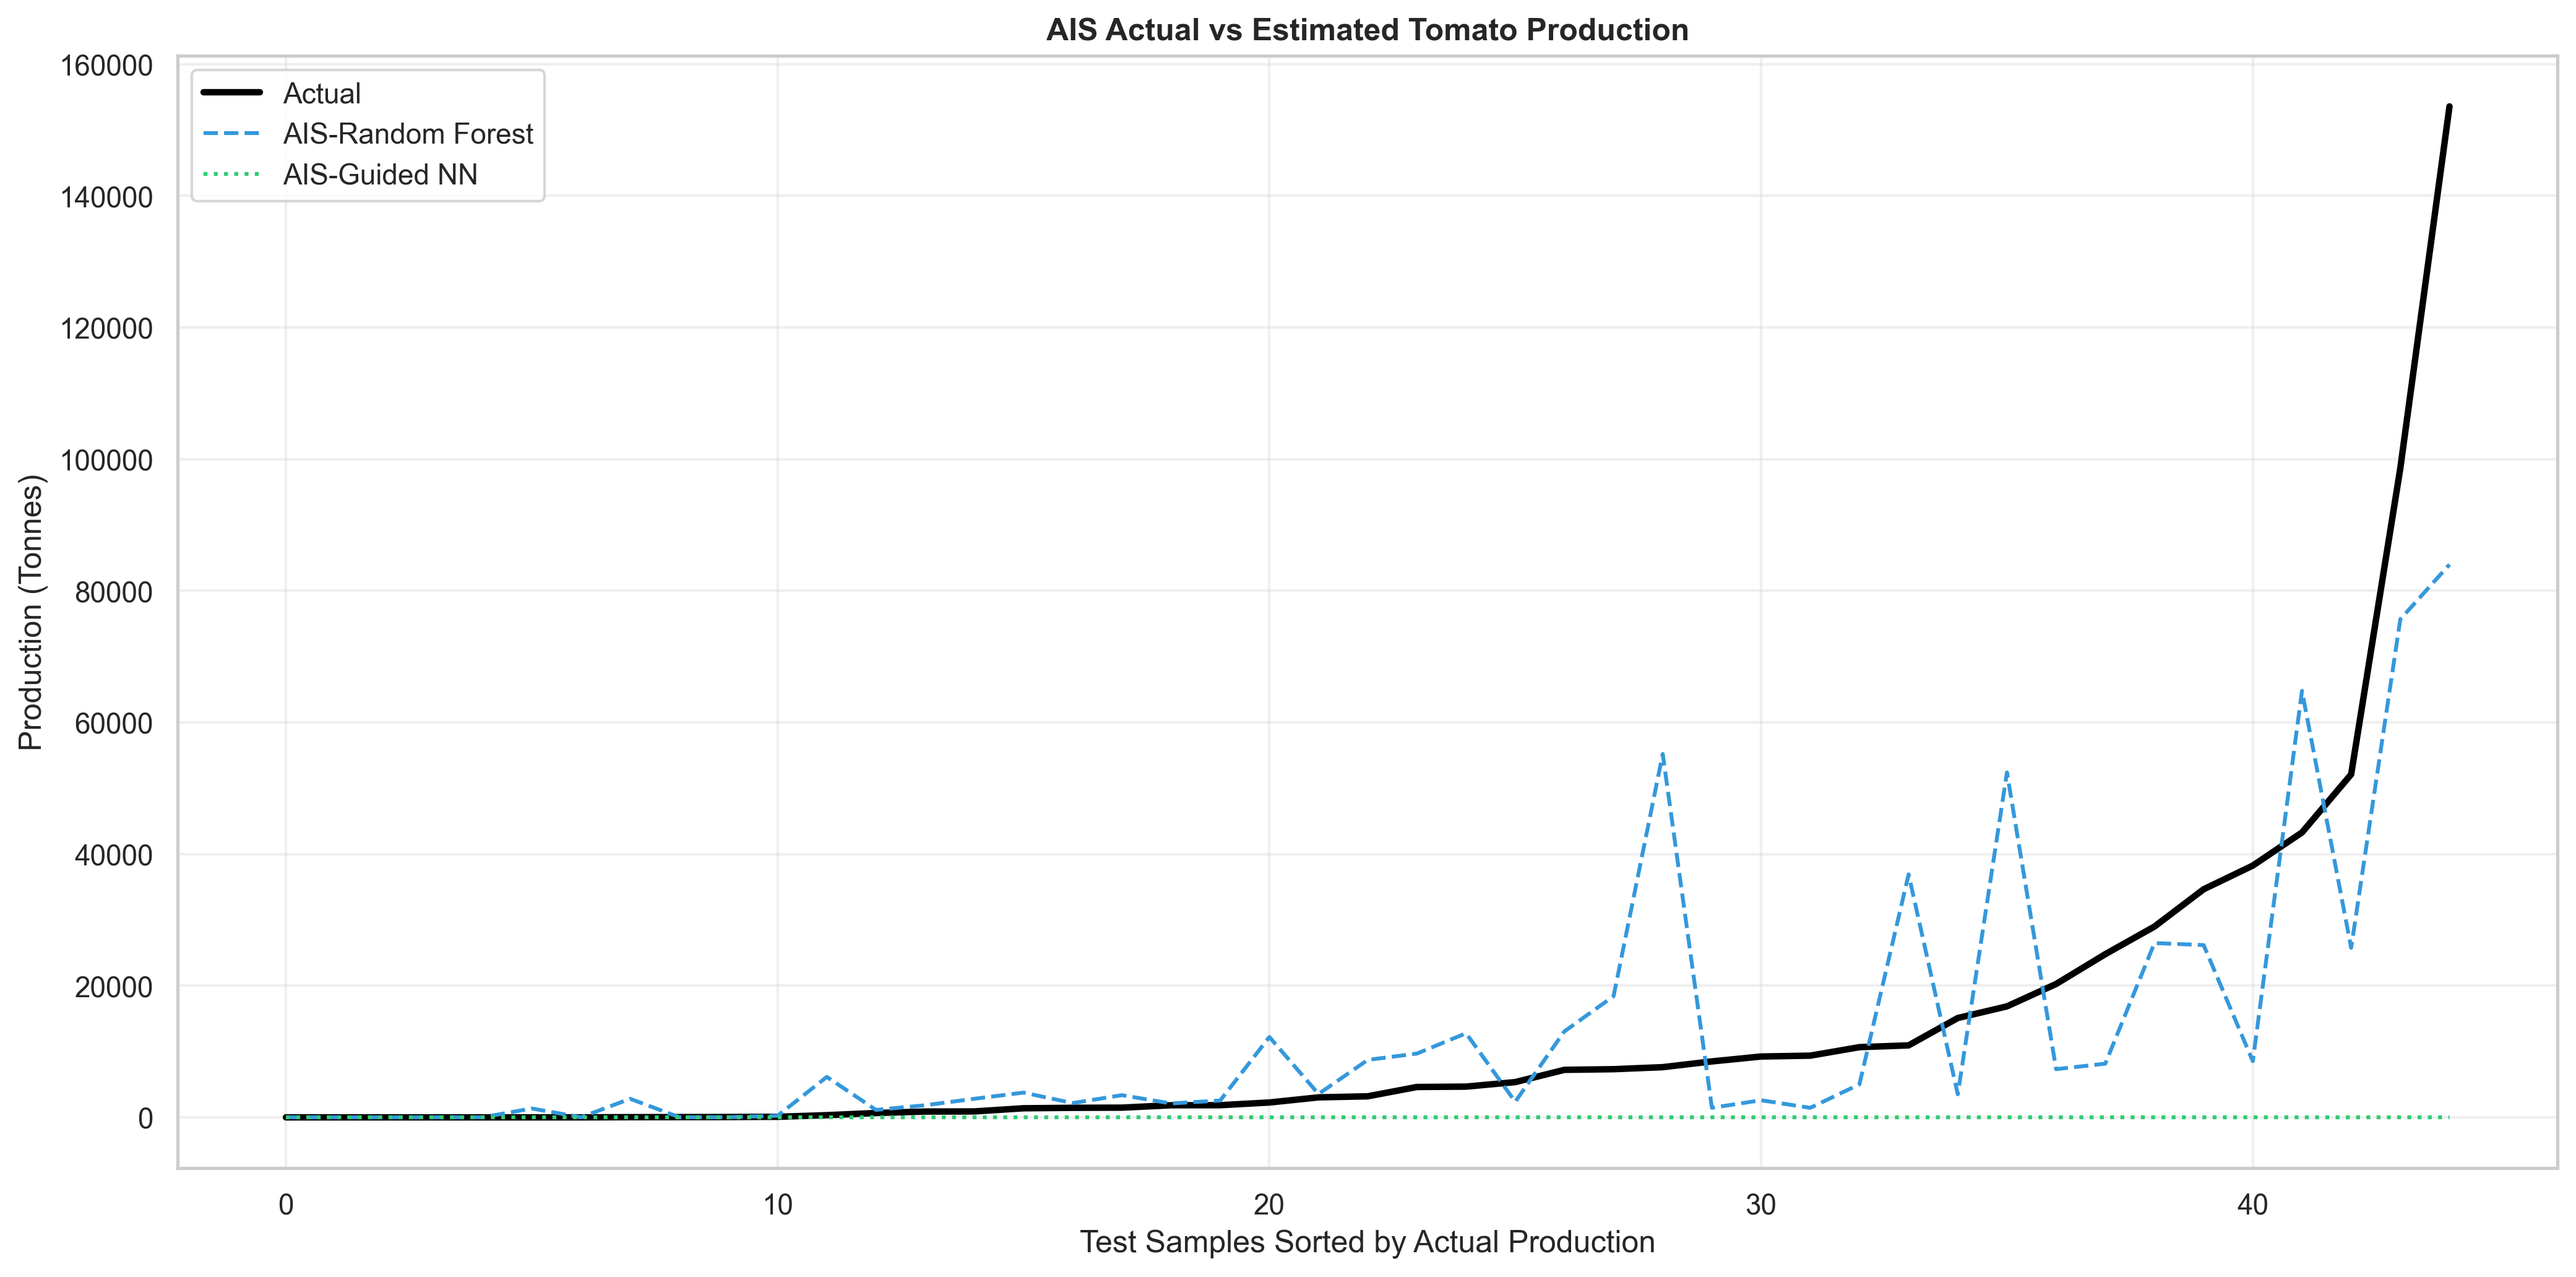 AIS Actual vs Estimated Tomato Production
160000
140000
120000
100000
80000
60000
40000
20000
0
Production (Tonnes)
Actual
AIS-Random Forest
AIS-Guided NN
0 10 20 30 40
Test Samples Sorted by Actual Production